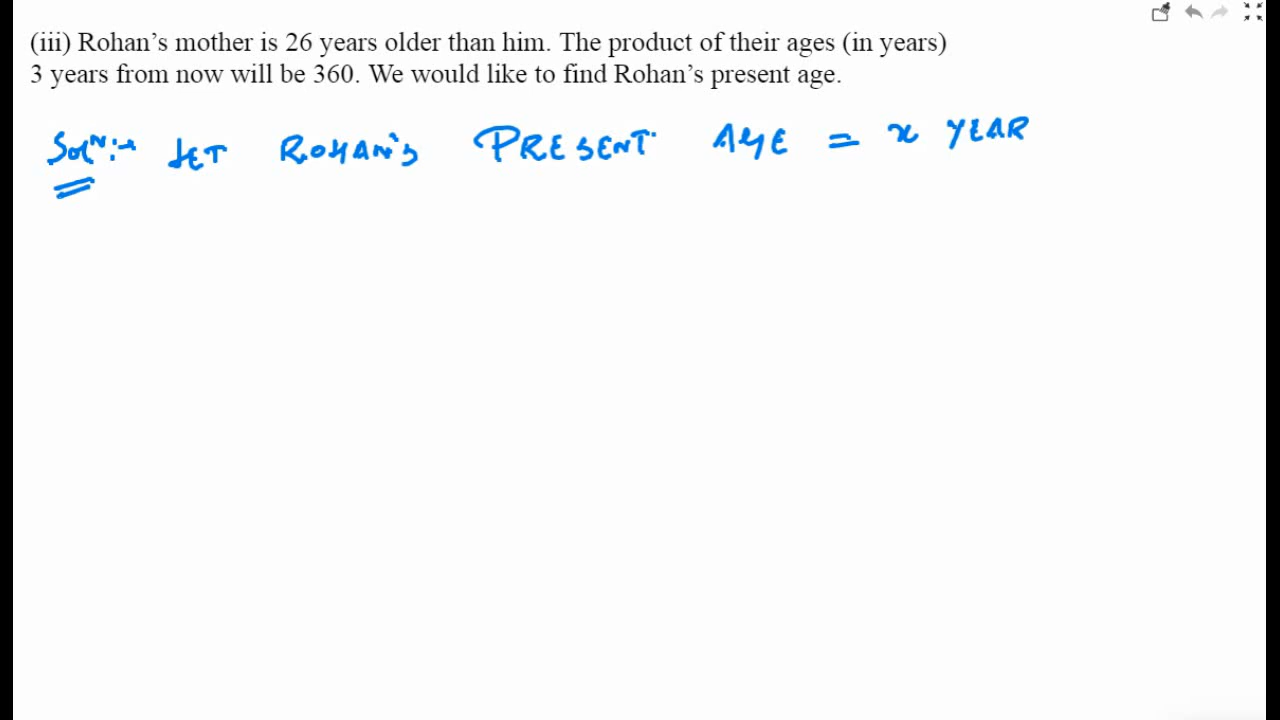 (iii) Rohan’s mother is 26 years older than him. The product of their ages (in years)
3 years from now will be 360. We would like to find Rohan’s present age.
Solⁿ:→ LET ROHAN'S PRESENT AGE = x YEAR